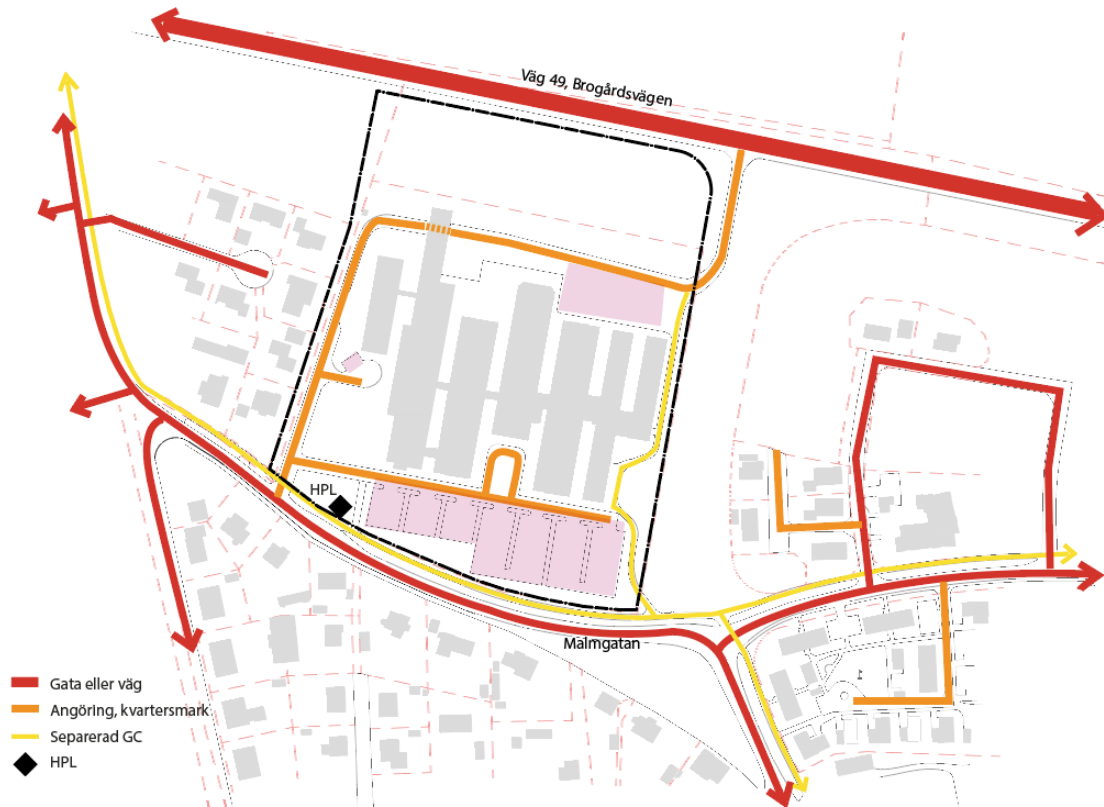 Väg 49, Brogårdsvägen
HPL
Malmgatan
Gata eller väg
Angöring, kvartersmark
Separerad GC
HPL